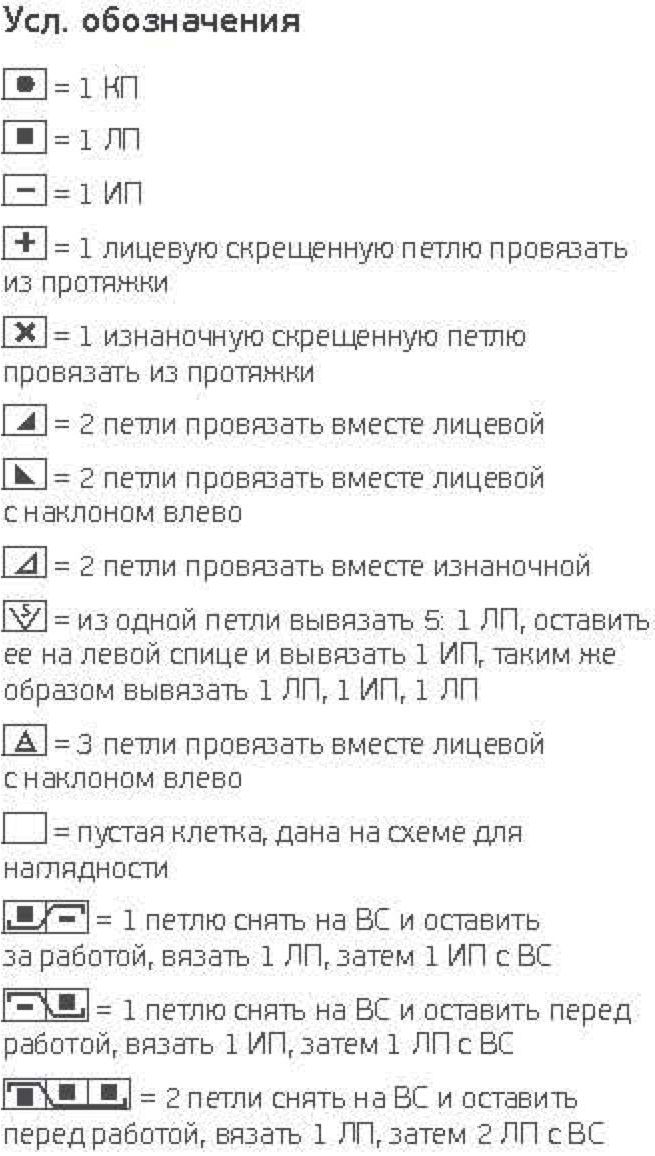 Усл. обозначения
= 1 КП
= 1 ЛП
= 1 ИП
= 1 лицевую скрещенную петлю провязать
из протяжки
= 1 изнаночную скрещенную петлю
провязать из протяжки
= 2 петли провязать вместе лицевой
= 2 петли провязать вместе лицевой
с наклоном влево
= 2 петли провязать вместе изнаночной
5 = из одной петли вывязать 5: 1 ЛП, оставить
ее на левой спице и вывязать 1 ИП, таким же
образом вывязать 1 ЛП, 1 ИП, 1 ЛП
= 3 петли провязать вместе лицевой
с наклоном влево
= пустая клетка, дана на схеме для
наглядности
= 1 петлю снять на ВС и оставить
за работой, вязать 1 ЛП, затем 1 ИП с ВС
= 1 петлю снять на ВС и оставить перед
работой, вязать 1 ИП, затем 1 ЛП с ВС
= 2 петли снять на ВС и оставить
перед работой, вязать 1 ЛП, затем 2 ЛП с ВС